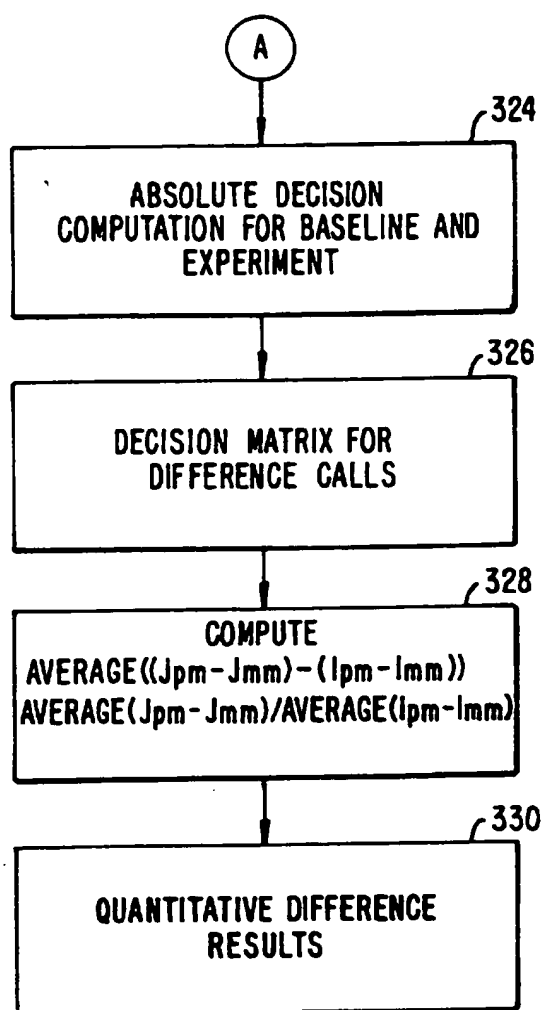 A
324
ABSOLUTE DECISION
COMPUTATION FOR BASELINE AND
EXPERIMENT
326
DECISION MATRIX FOR
DIFFERENCE CALLS
328
COMPUTE
AVERAGE((Jpm-Jmm)-(Ipm-Imm))
AVERAGE(Jpm-Jmm)/AVERAGE(Ipm-Imm)
330
QUANTITATIVE DIFFERENCE
RESULTS